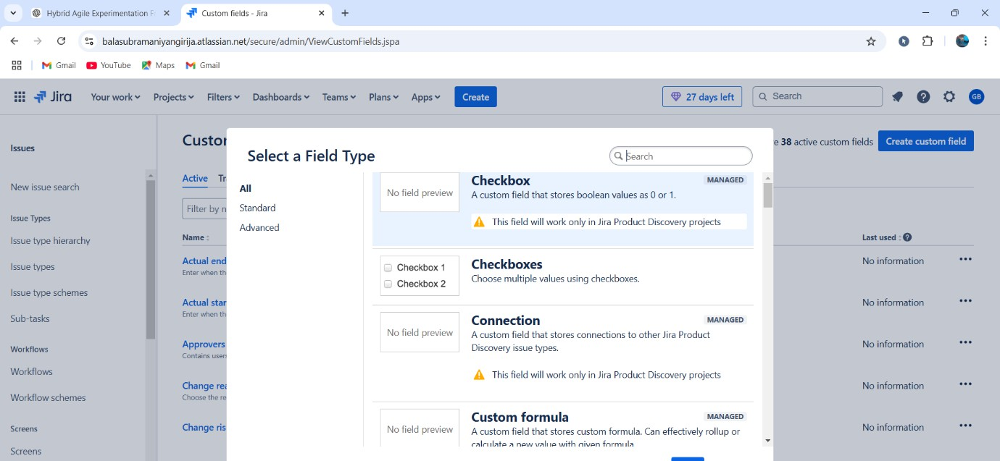 Hybrid Agile Experimentation F
Custom fields - Jira
balasubramaniyangirija.atlassian.net/secure/admin/ViewCustomFields.jspa
Gmail
YouTube
Maps
Gmail
Jira
Your work
Projects
Filters
Dashboards
Teams
Plans
Apps
Create
27 days left
Search
GB
Issues
New issue search
Issue Types
Issue type hierarchy
Issue types
Issue type schemes
Sub-tasks
Workflows
Workflows
Workflow schemes
Screens
Screens
Custo
e 38 active custom fields
Create custom field
Active
Tr
Filter by n
Name
Last used
Actual end
Enter when th
No information
Actual star
Enter when th
No information
Approvers
Contains users
No information
Change rea
Choose the re
No information
Change ris
No information
Select a Field Type
Search
All
Standard
Advanced
No field preview
Checkbox
MANAGED
A custom field that stores boolean values as 0 or 1.
This field will work only in Jira Product Discovery projects
Checkbox 1
Checkbox 2
Checkboxes
Choose multiple values using checkboxes.
No field preview
Connection
MANAGED
A custom field that stores connections to other Jira Product
Discovery issue types.
This field will work only in Jira Product Discovery projects
No field preview
Custom formula
MANAGED
A custom field that stores custom formula. Can effectively rollup or
calculate a new value with given formula.